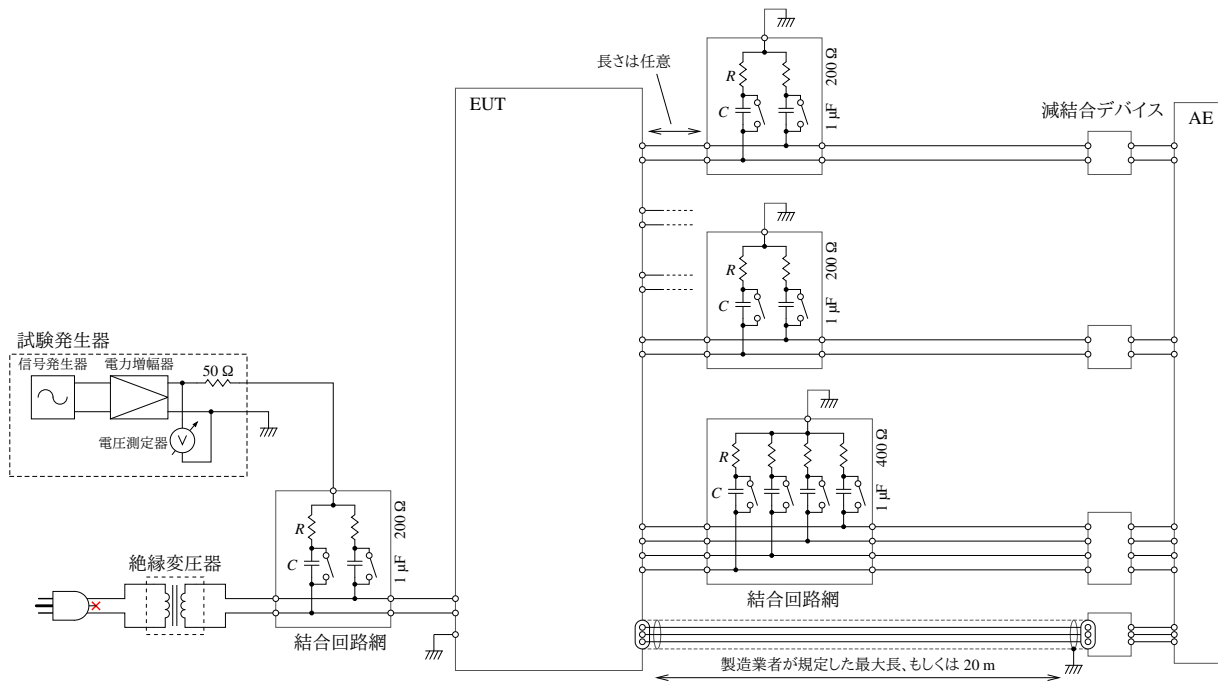 長さは任意
EUT
R
C
200 Ω
1 µF
減結合デバイス
AE
R
C
200 Ω
1 µF
試験発生器
信号発生器
電力増幅器
50 Ω
V
電圧測定器
R
C
400 Ω
1 µF
結合回路網
R
C
200 Ω
1 µF
結合回路網
絶縁変圧器
製造業者が規定した最大長、もしくは 20 m